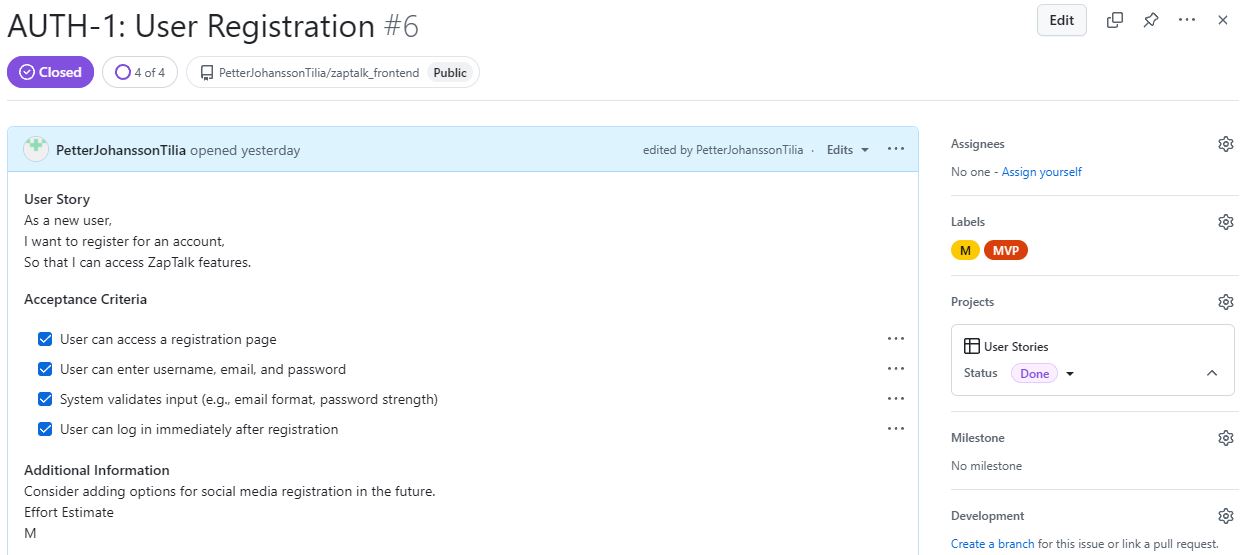 AUTH-1: User Registration #6
Edit
Closed
4 of 4
PetterJohanssonTilia/zaptalk_frontend Public
PetterJohanssonTilia opened yesterday
edited by PetterJohanssonTilia · Edits
User Story
As a new user,
I want to register for an account,
So that I can access ZapTalk features.
Acceptance Criteria
User can access a registration page
User can enter username, email, and password
System validates input (e.g., email format, password strength)
User can log in immediately after registration
Additional Information
Consider adding options for social media registration in the future.
Effort Estimate
M
Assignees
No one - Assign yourself
Labels
M MVP
Projects
User Stories
Status Done
Milestone
No milestone
Development
Create a branch for this issue or link a pull request.